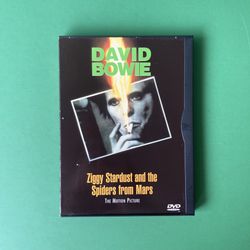 DAVID
BOWIE
Ziggy Stardust and the
Spiders from Mars
THE MOTION PICTURE
DVD